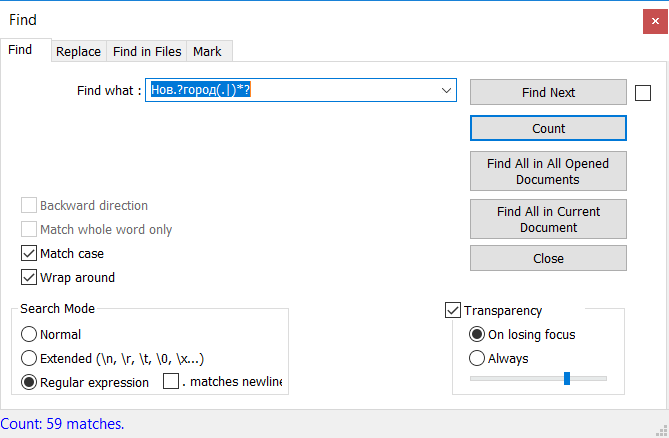 Find
Find Replace Find in Files Mark
Find what : Нов.?город(.|)*?
Find Next
Count
Find All in All Opened
Documents
Find All in Current
Document
Close
Backward direction
Match whole word only
Match case
Wrap around
Search Mode
Normal
Extended (\n, \r, \t, \0, \x...)
Regular expression . matches newline
Transparency
On losing focus
Always
Count: 59 matches.